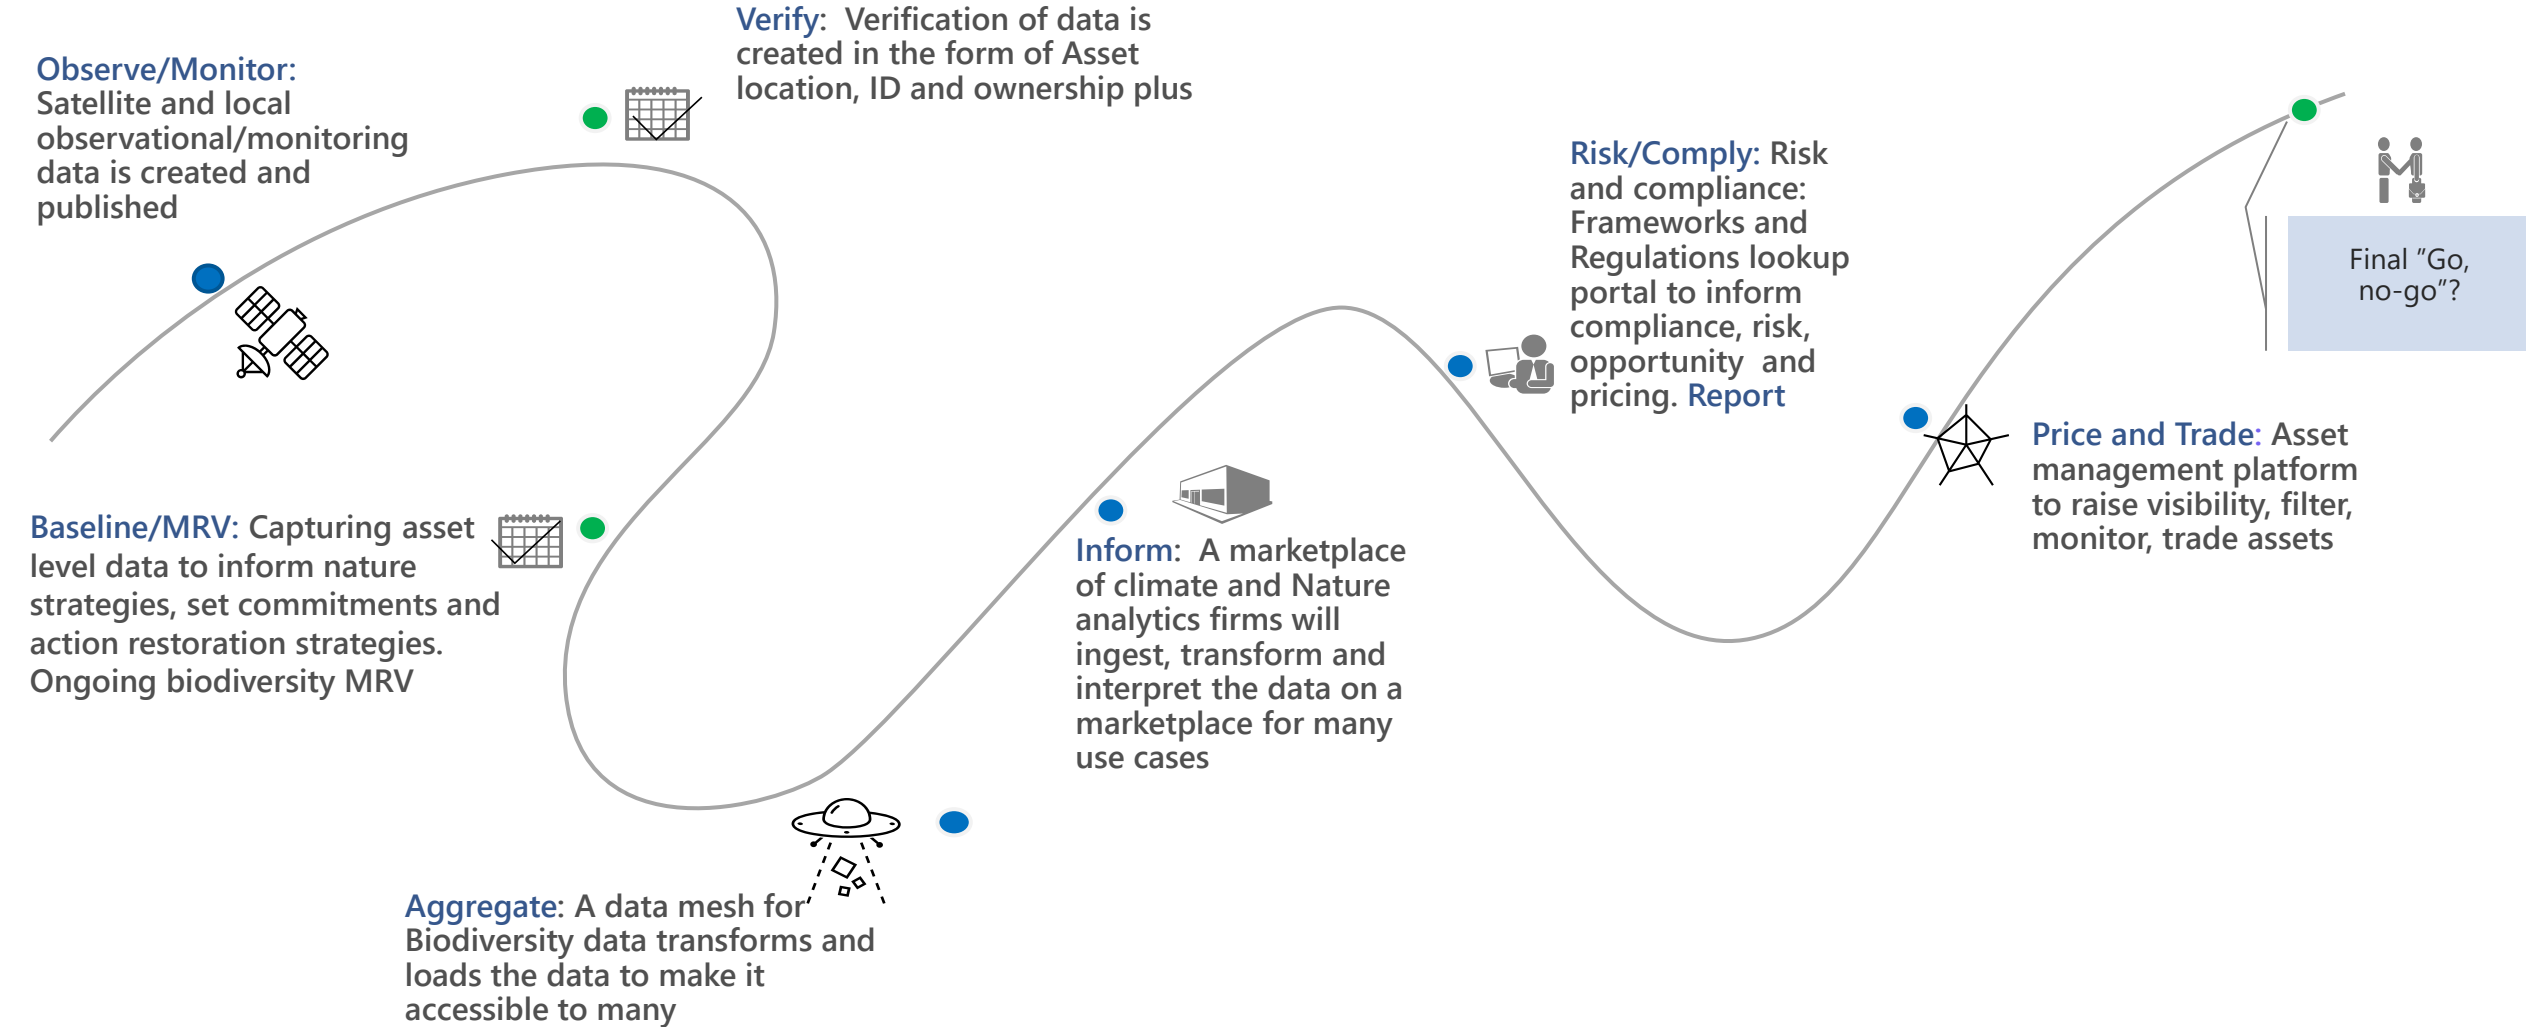 Observe/Monitor:
Satellite and local
observational/monitoring
data is created and
published
Verify:  Verification of data is
created in the form of Asset
location, ID and ownership plus
Baseline/MRV: Capturing asset
level data to inform nature
strategies, set commitments and
action restoration strategies.
Ongoing biodiversity MRV
Aggregate: A data mesh for
Biodiversity data transforms and
loads the data to make it
accessible to many
Inform:  A marketplace
of climate and Nature
analytics firms will
ingest, transform and
interpret the data on a
marketplace for many
use cases
Risk/Comply: Risk
and compliance:
Frameworks and
Regulations lookup
portal to inform
compliance, risk,
opportunity  and
pricing. Report
Price and Trade: Asset
management platform
to raise visibility, filter,
monitor, trade assets
Final ”Go,
no-go”?